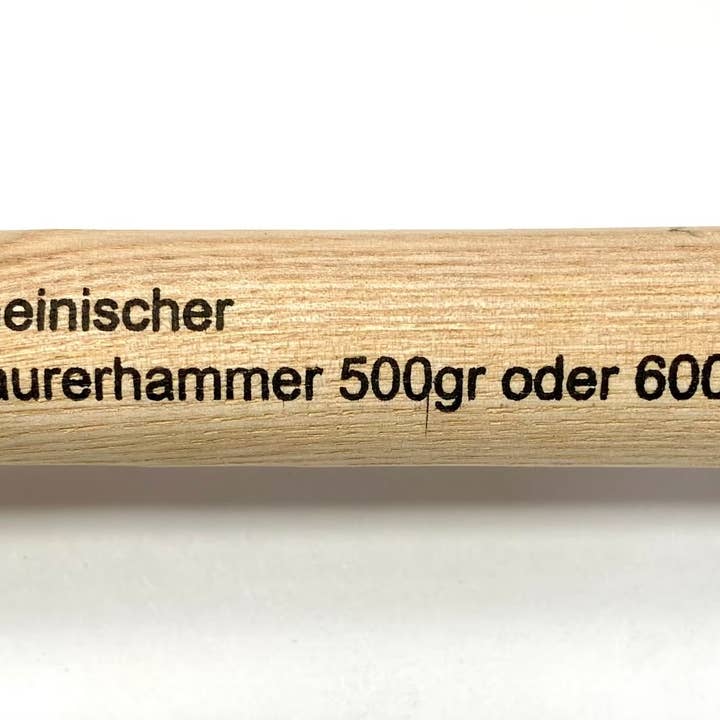 einischer
aurerhammer 500gr oder 600